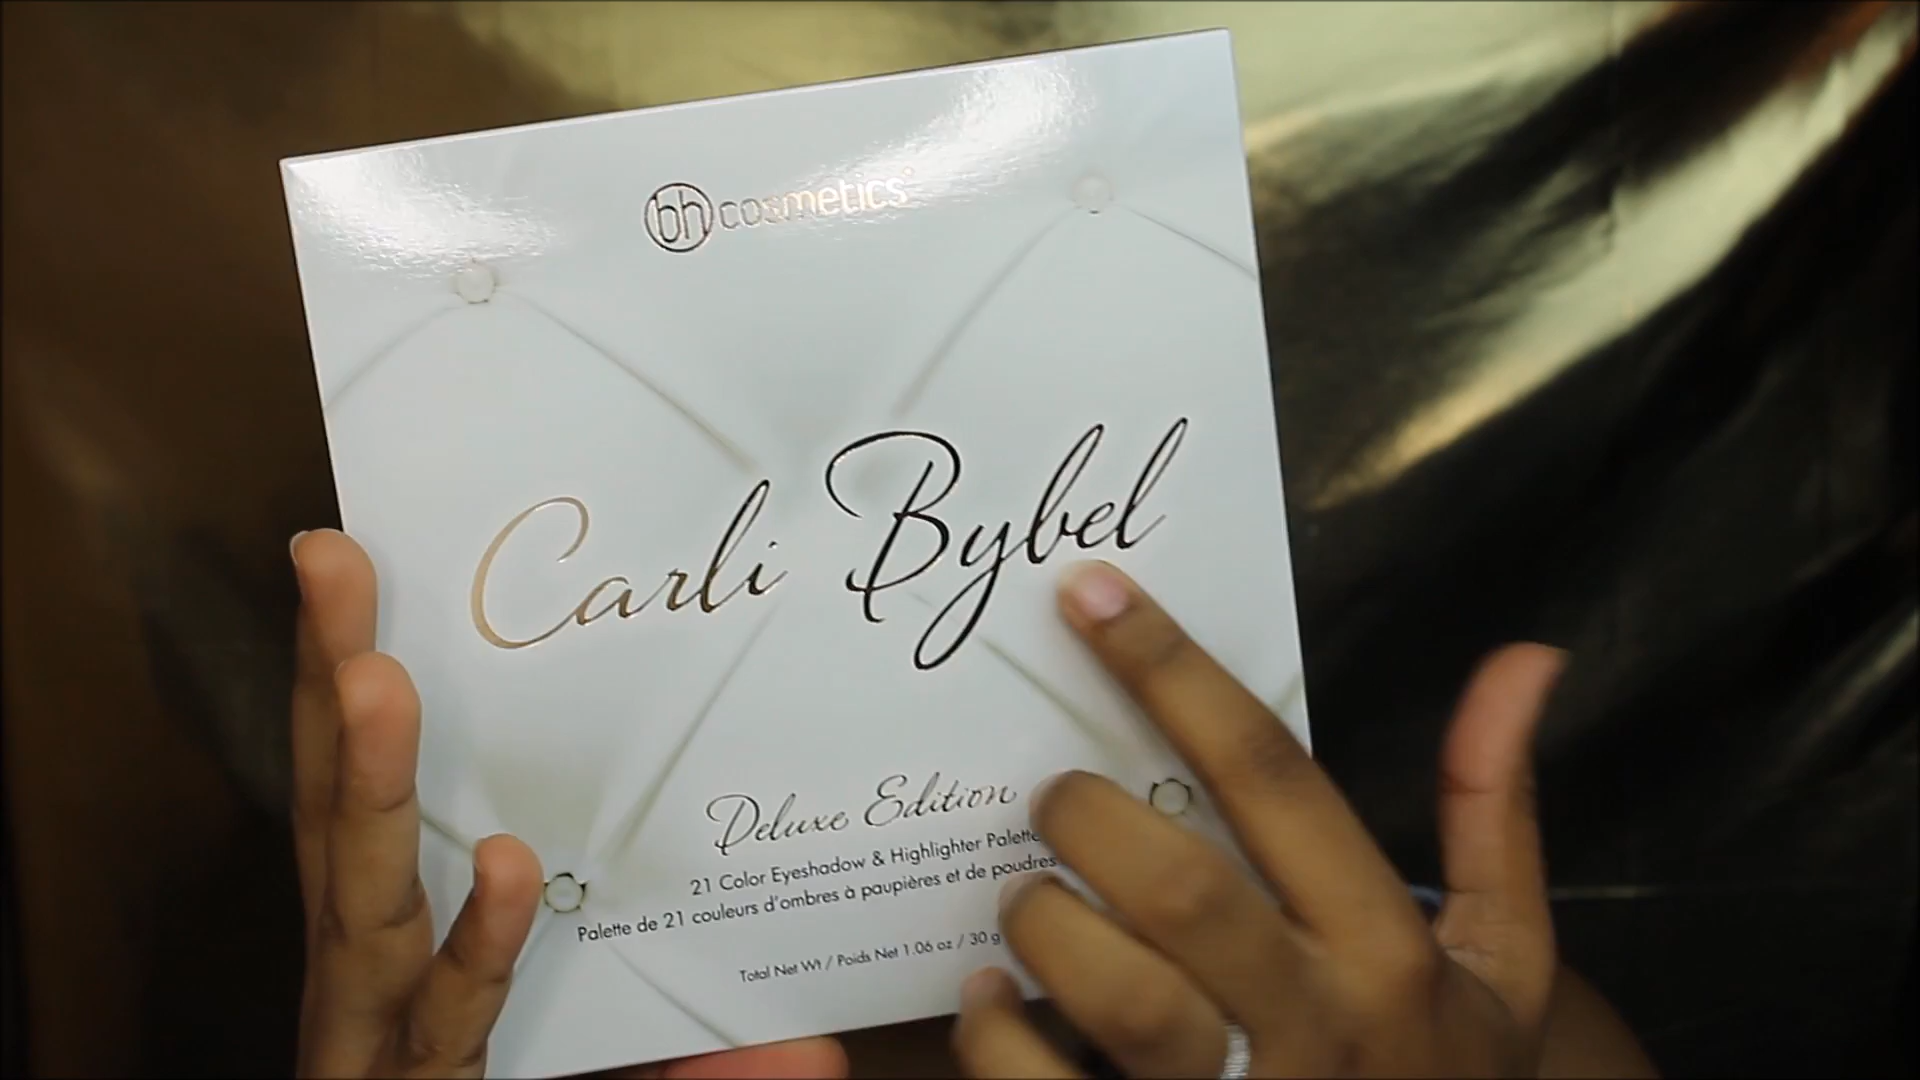 bh cosmetics
Carli Bybel
Deluxe Edition
21 Color Eyeshadow & Highlighter Palette
Palette de 21 couleurs d'ombres à paupières et de poudres
Total Net Wt / Poids Net 1.06 oz / 30 g